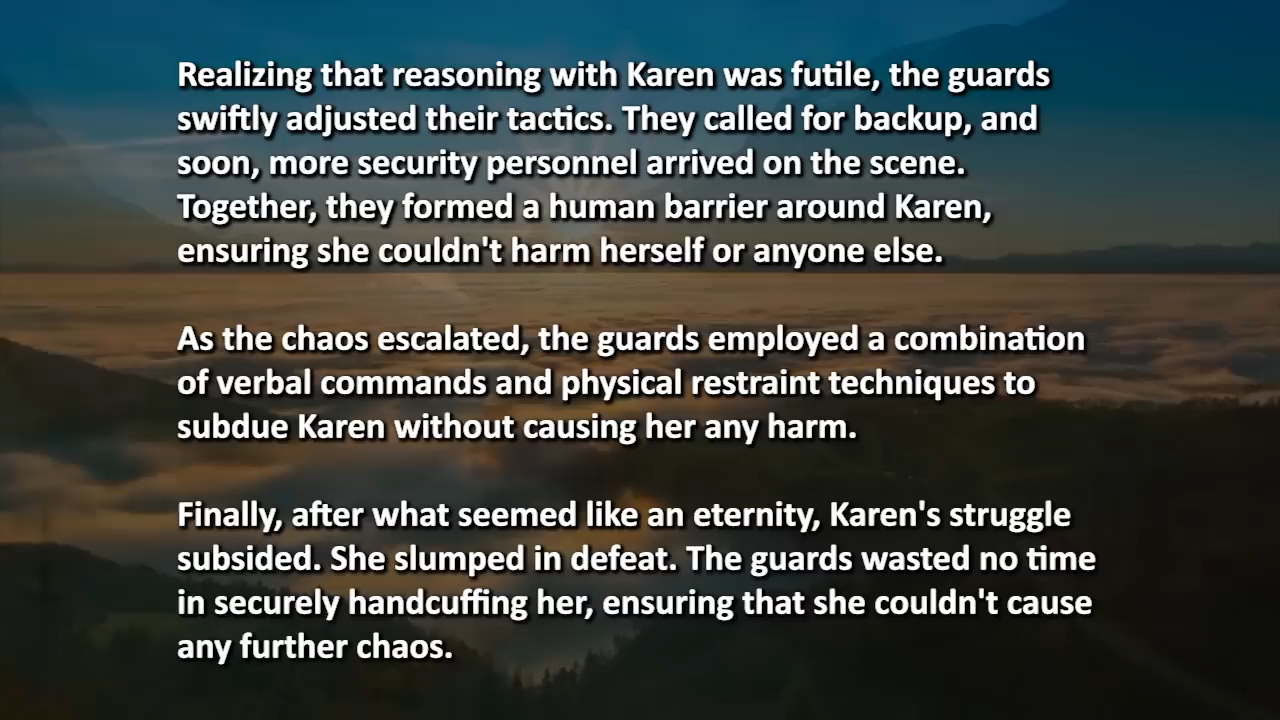 Realizing that reasoning with Karen was futile, the guards
swiftly adjusted their tactics. They called for backup, and
soon, more security personnel arrived on the scene.
Together, they formed a human barrier around Karen,
ensuring she couldn't harm herself or anyone else.
As the chaos escalated, the guards employed a combination
of verbal commands and physical restraint techniques to
subdue Karen without causing her any harm.
Finally, after what seemed like an eternity, Karen's struggle
subsided. She slumped in defeat. The guards wasted no time
in securely handcuffing her, ensuring that she couldn't cause
any further chaos.